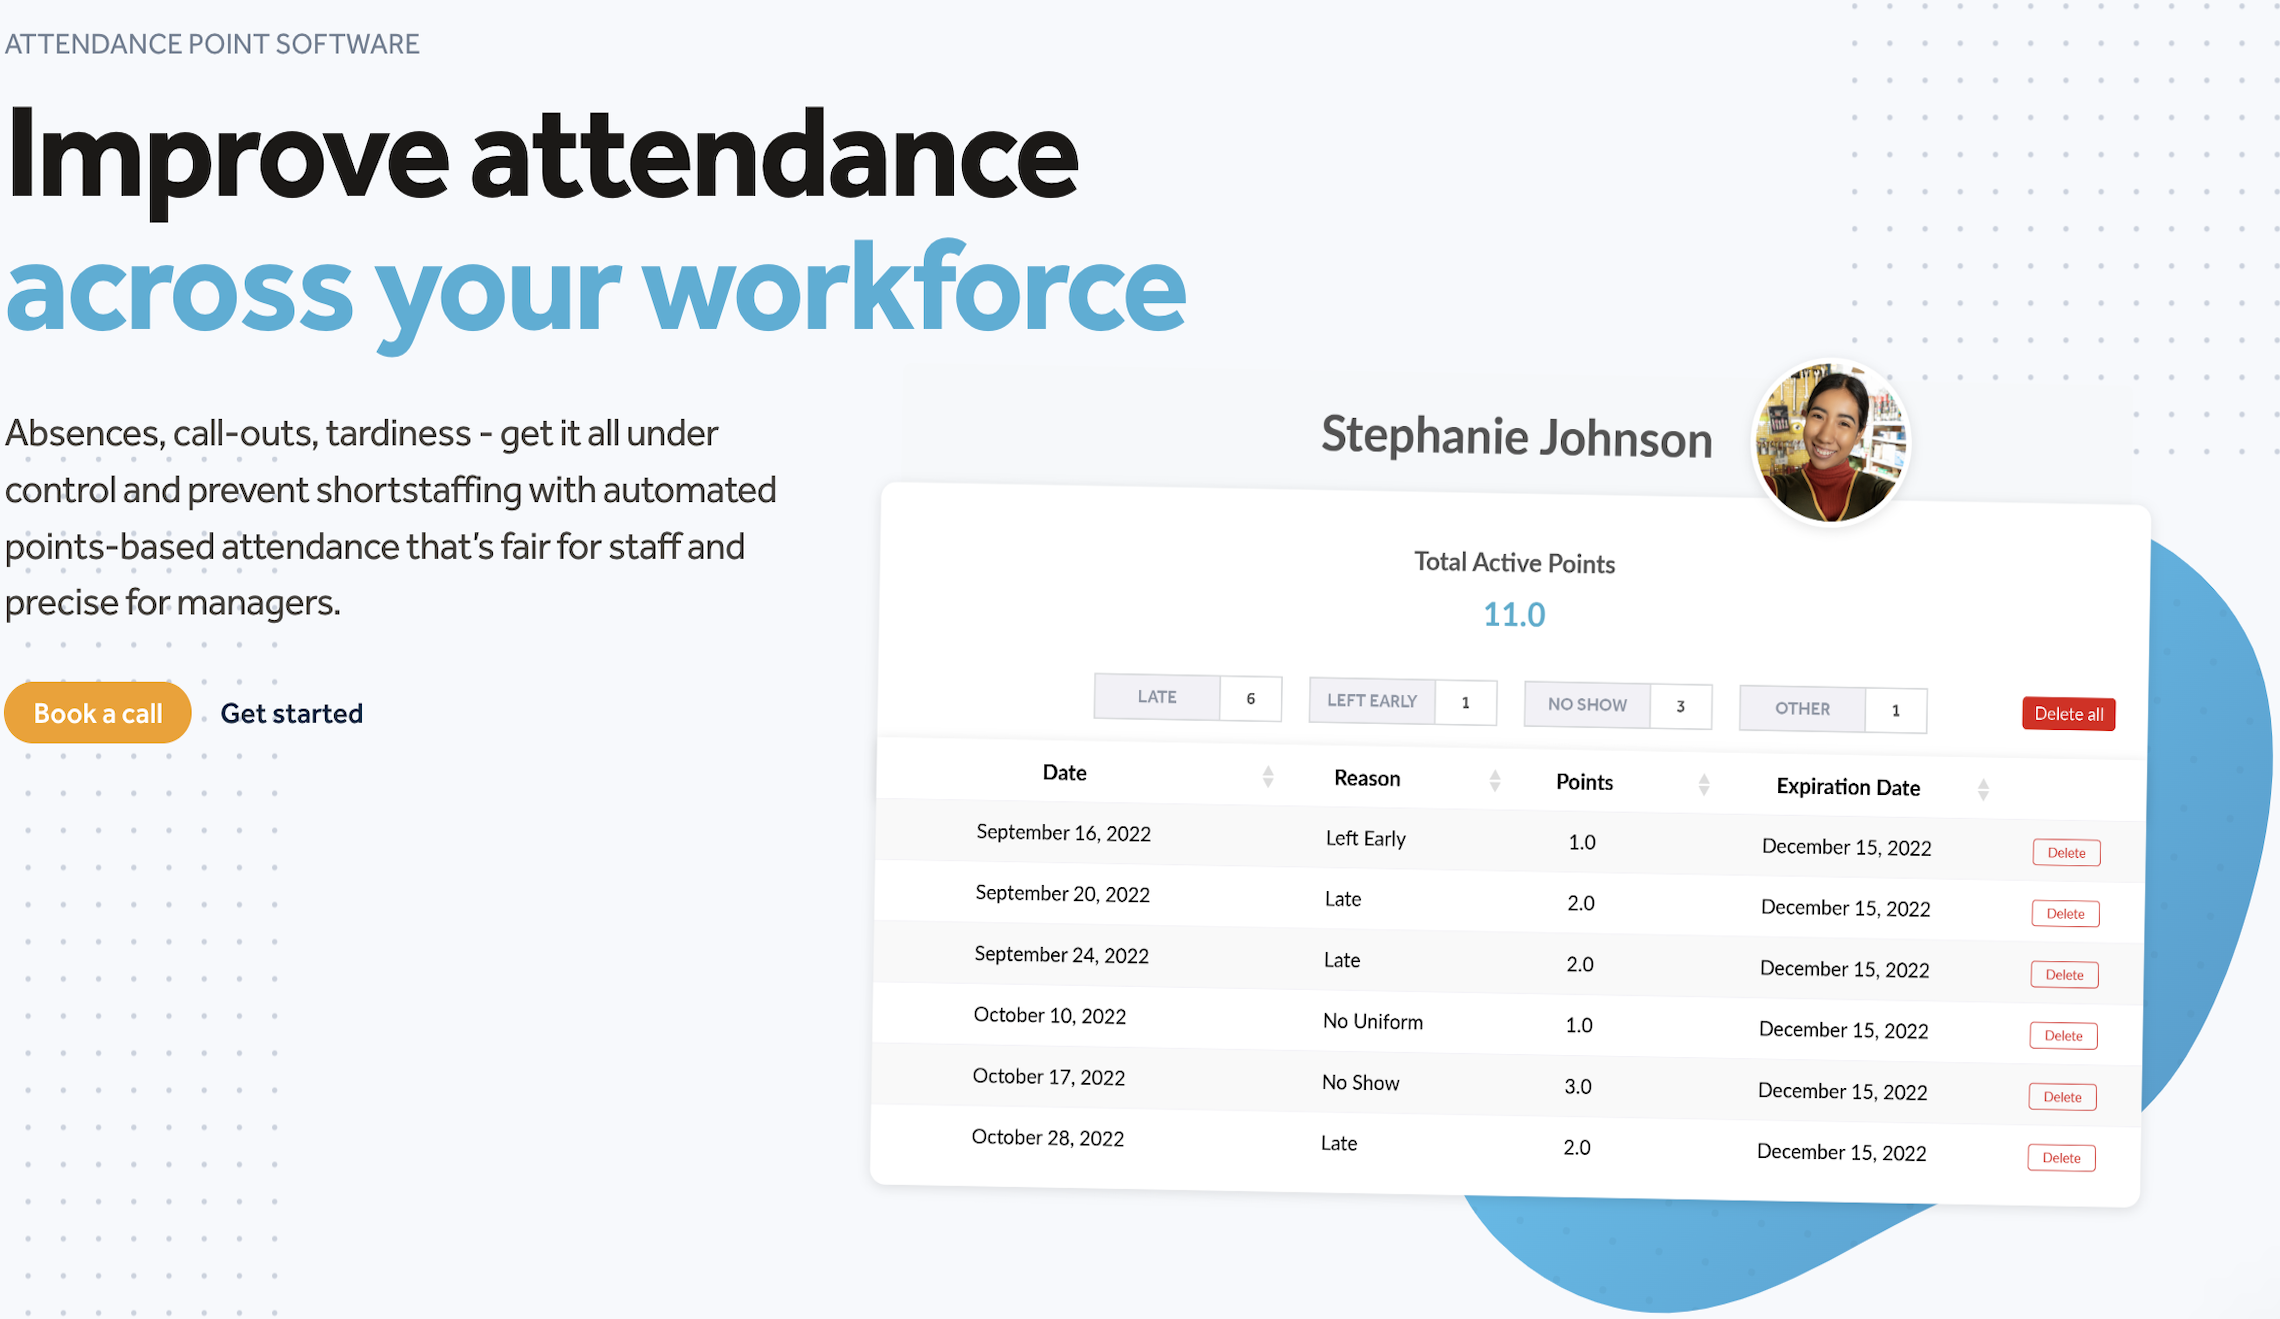 ATTENDANCE POINT SOFTWARE
Improve attendance
across your workforce
Absences, call-outs, tardiness - get it all under
control and prevent shortstaffing with automated
points-based attendance that's fair for staff and
precise for managers.
Book a call Get started
Stephanie Johnson
Total Active Points
11.0
LATE 6 LEFT EARLY 1 NO SHOW 3 OTHER 1 Delete all
Date Reason Points Expiration Date
September 16, 2022 Left Early 1.0 December 15, 2022 Delete
September 20, 2022 Late 2.0 December 15, 2022 Delete
September 24, 2022 Late 2.0 December 15, 2022 Delete
October 10, 2022 No Uniform 1.0 December 15, 2022 Delete
October 17, 2022 No Show 3.0 December 15, 2022 Delete
October 28, 2022 Late 2.0 December 15, 2022 Delete